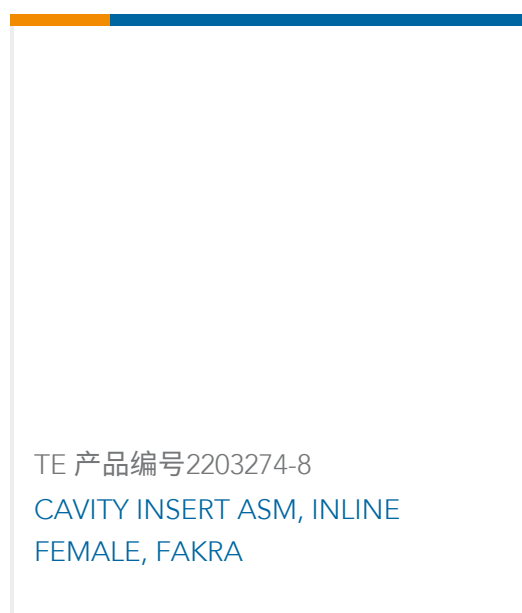 TE 产品编号2203274-8
CAVITY INSERT ASM, INLINE
FEMALE, FAKRA